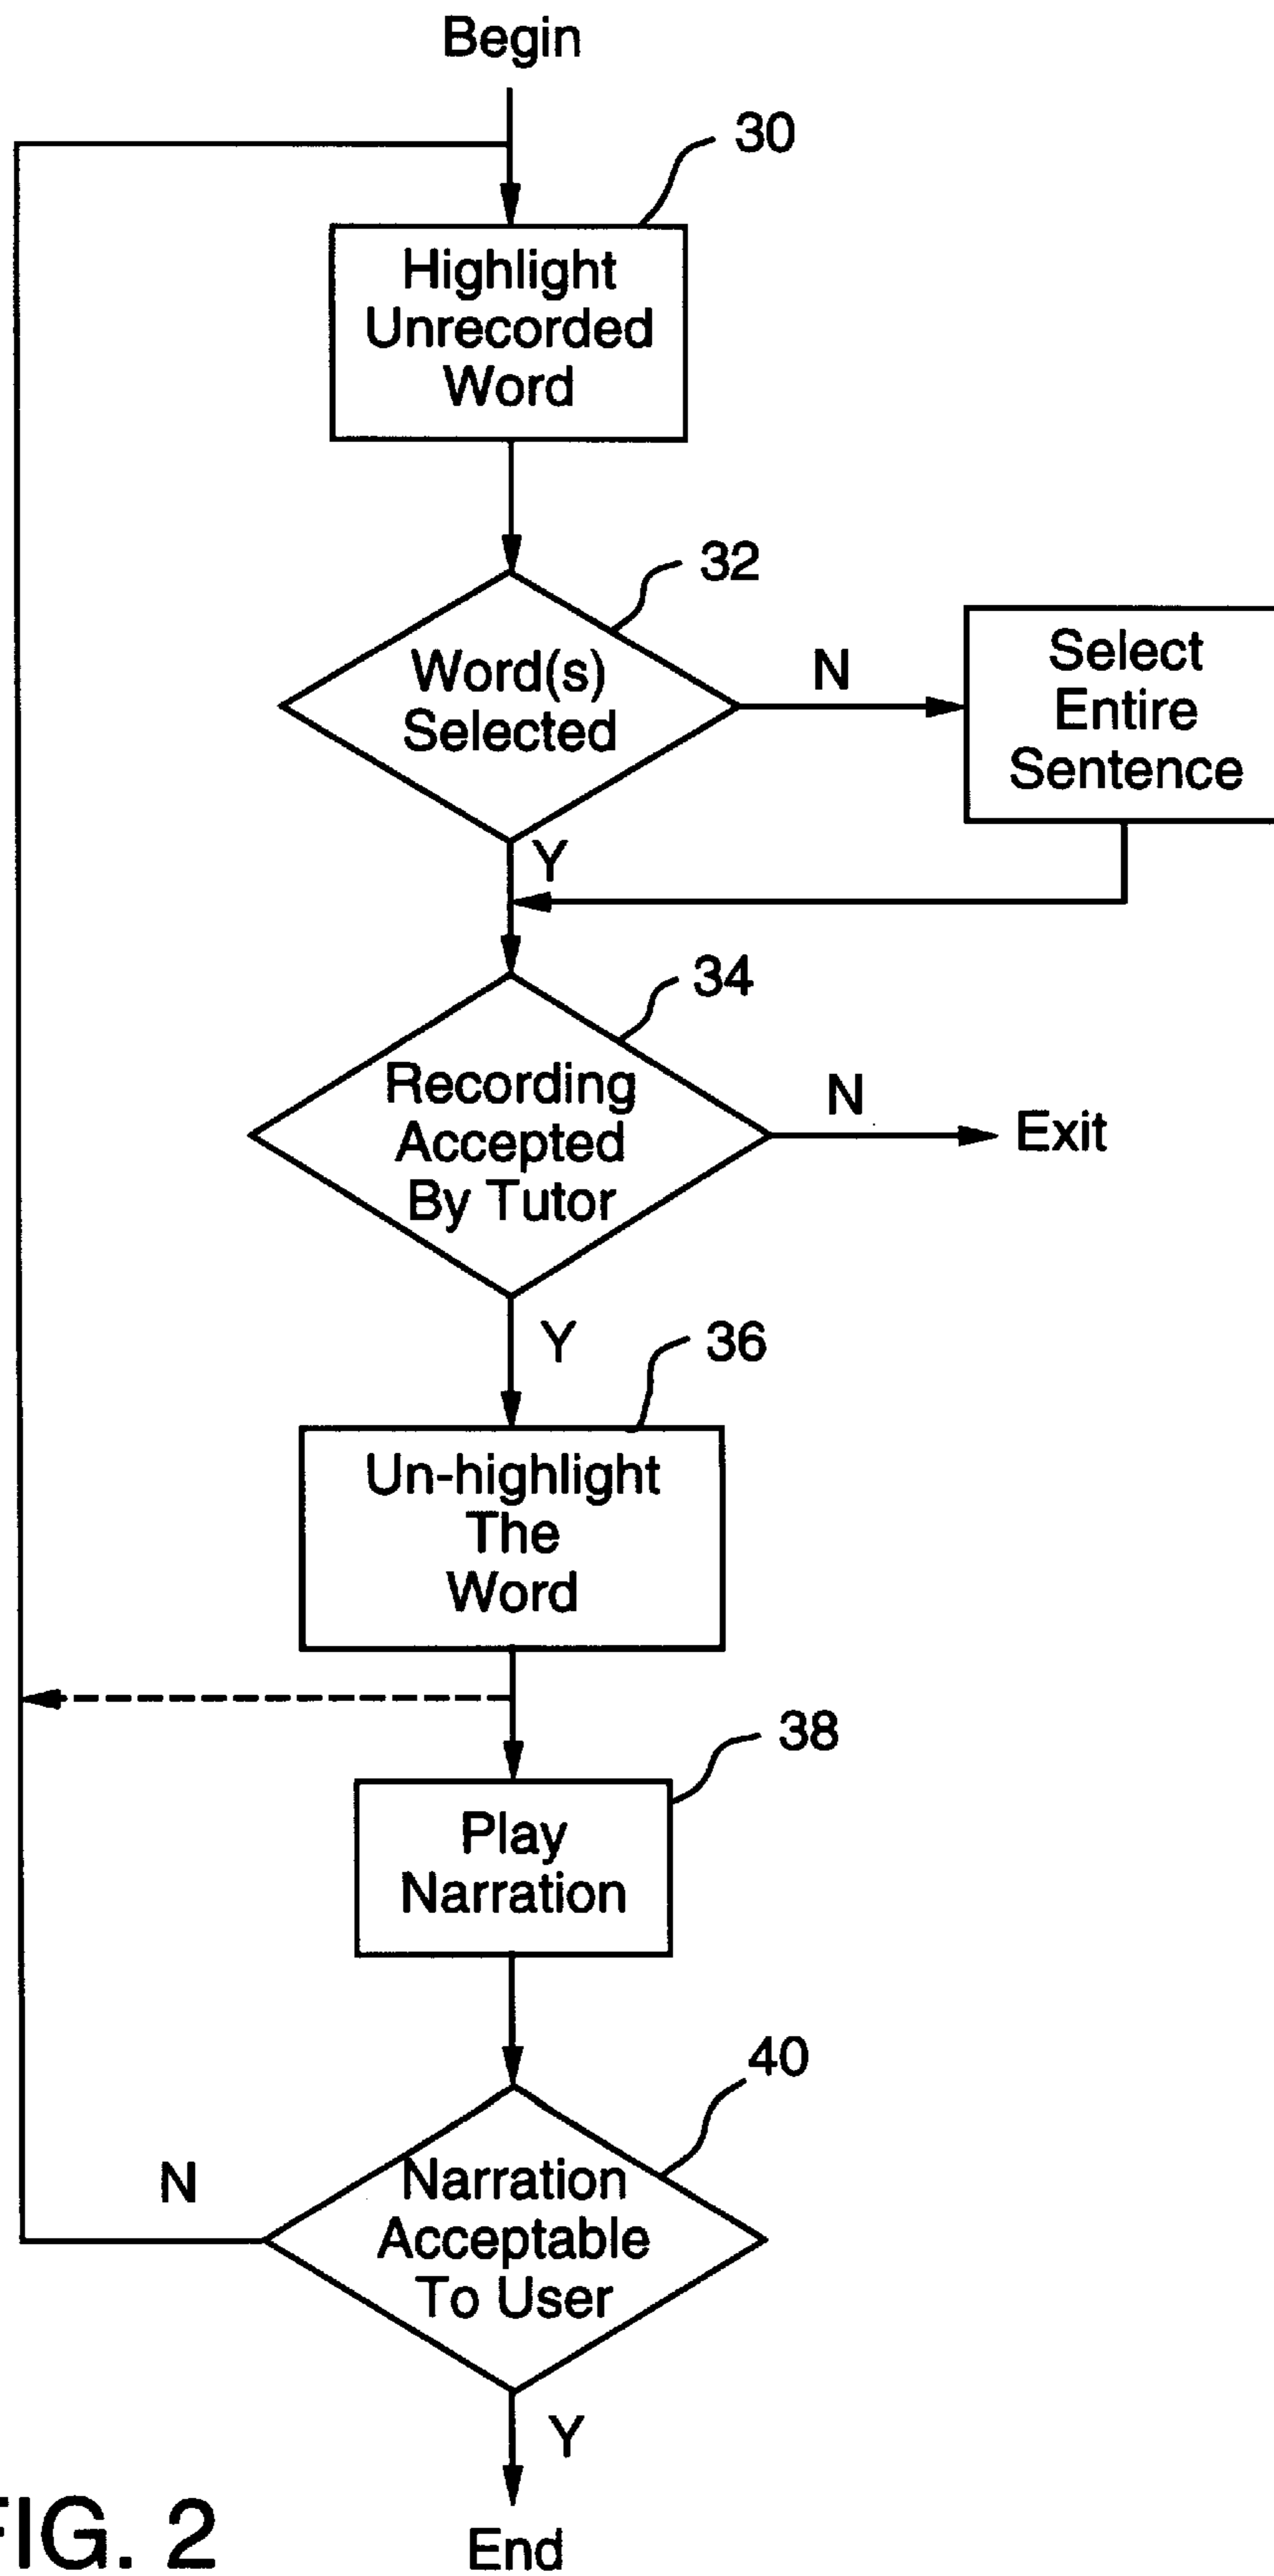 Begin
30
Highlight
Unrecorded
Word
32
Word(s)
Selected
N
Select
Entire
Sentence
Y
34
Recording
Accepted
By Tutor
N
Exit
Y
36
Un-highlight
The
Word
38
Play
Narration
40
N
Narration
Acceptable
To User
Y
End
FIG. 2